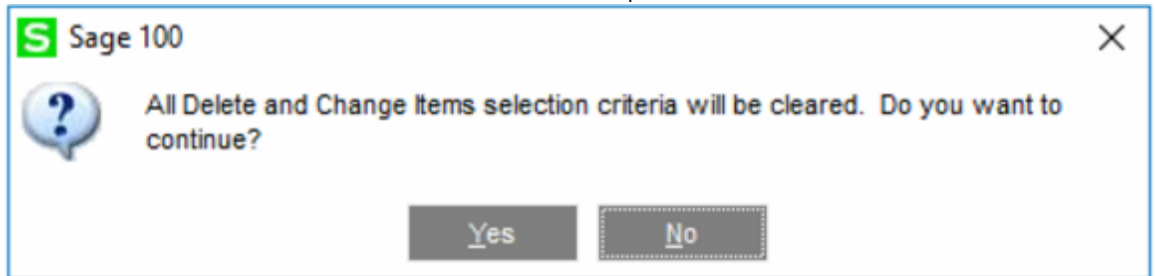 S Sage 100
All Delete and Change Items selection criteria will be cleared. Do you want to
continue?
Yes No